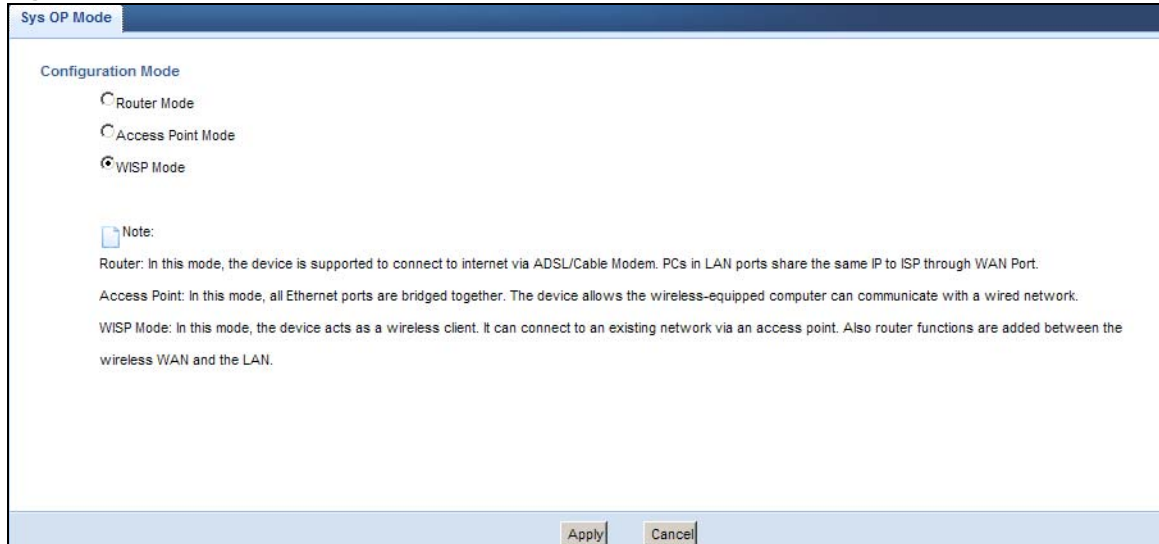 Sys OP Mode
Configuration Mode
Router Mode
Access Point Mode
WISP Mode
Note:
Router: In this mode, the device is supported to connect to internet via ADSL/Cable Modem. PCs in LAN ports share the same IP to ISP through WAN Port.
Access Point: In this mode, all Ethernet ports are bridged together. The device allows the wireless-equipped computer can communicate with a wired network.
WISP Mode: In this mode, the device acts as a wireless client. It can connect to an existing network via an access point. Also router functions are added between the
wireless WAN and the LAN.
Apply Cancel